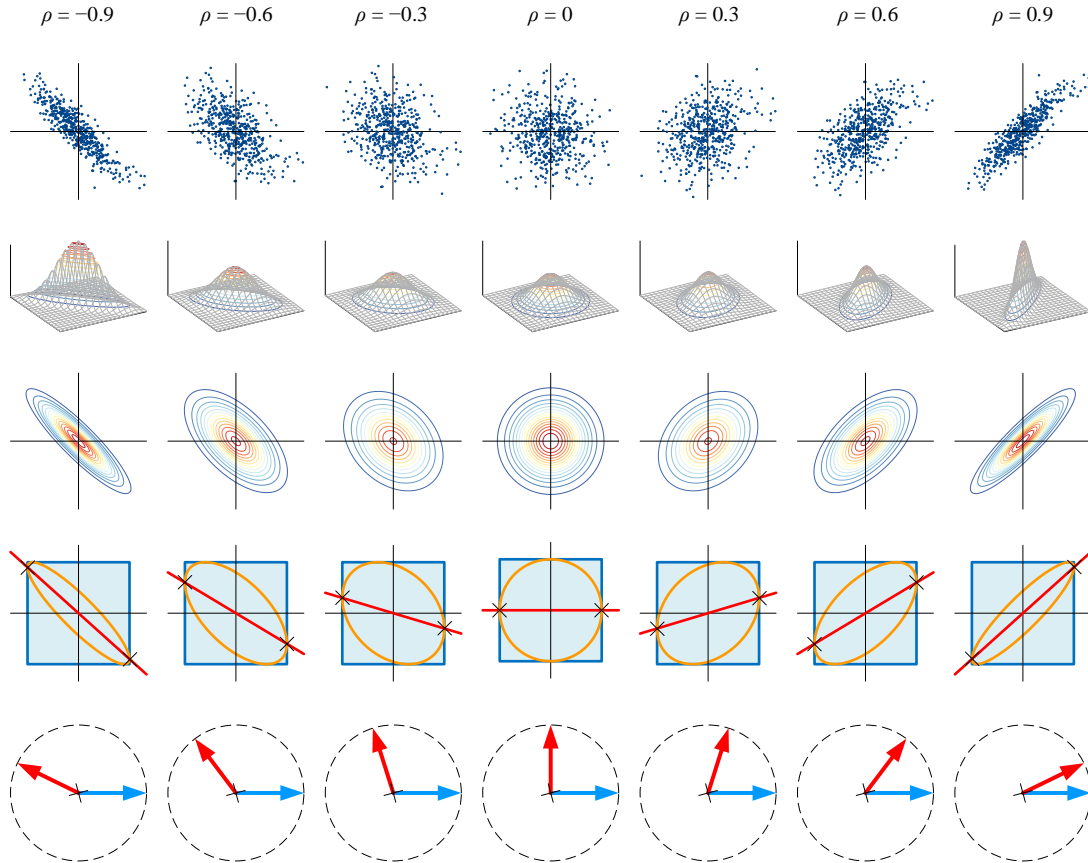 ρ = −0.9 ρ = −0.6 ρ = −0.3 ρ = 0 ρ = 0.3 ρ = 0.6 ρ = 0.9